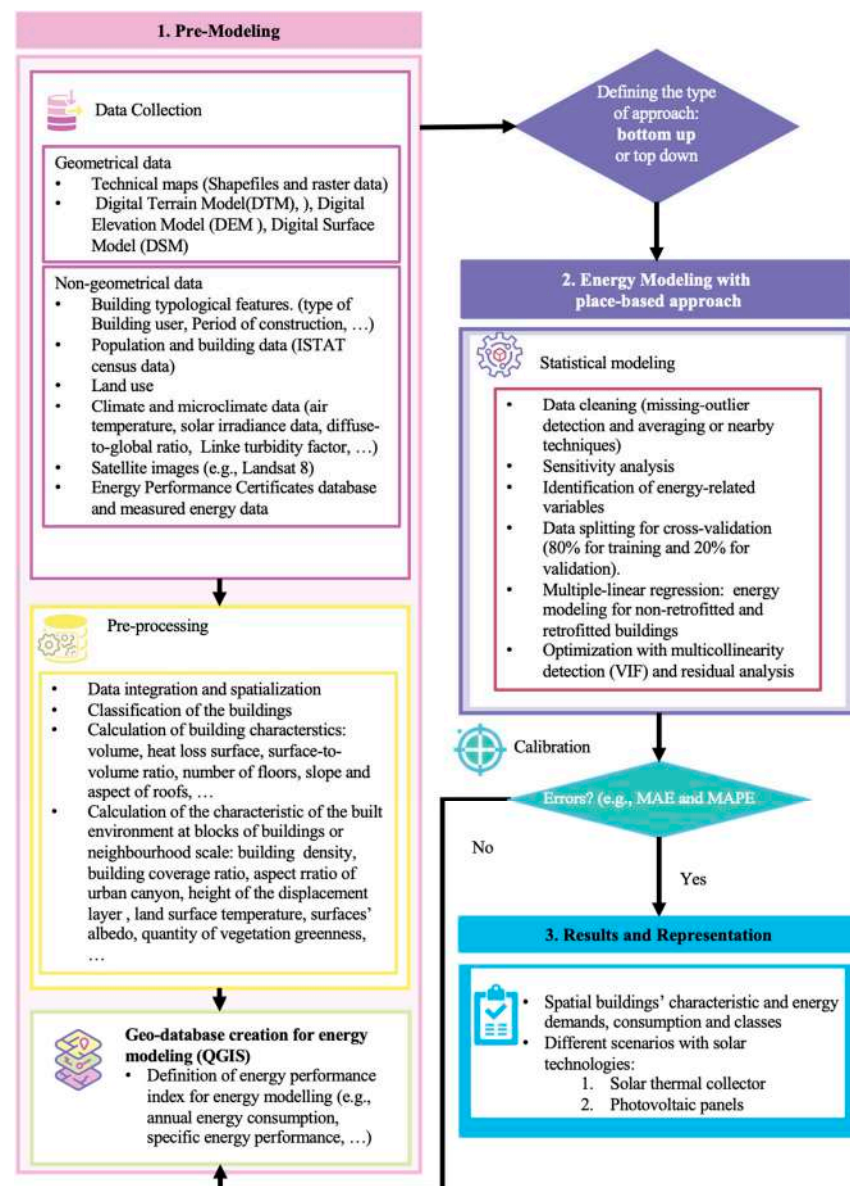 1. Pre-Modeling
Data Collection
Geometrical data
• Technical maps (Shapefiles and raster data)
• Digital Terrain Model(DTM), ), Digital
Elevation Model (DEM ), Digital Surface
Model (DSM)
Non-geometrical data
• Building typological features. (type of
Building user, Period of construction, …)
• Population and building data (ISTAT
census data)
• Land use
• Climate and microclimate data (air
temperature, solar irradiance data, diffuse-
to-global ratio, Linke turbidity factor, …)
• Satellite images (e.g., Landsat 8)
• Energy Performance Certificates database
and measured energy data
Pre-processing
• Data integration and spatialization
• Classification of the buildings
• Calculation of building characterstics:
volume, heat loss surface, surface-to-
volume ratio, number of floors, slope and
aspect of roofs, …
• Calculation of the characteristic of the built
environment at blocks of buildings or
neighbourhood scale: building density,
building coverage ratio, aspect rratio of
urban canyon, height of the displacement
layer , land surface temperature, surfaces’
albedo, quantity of vegetation greenness,
…
Geo-database creation for energy
modeling (QGIS)
• Definition of energy performance
index for energy modelling (e.g.,
annual energy consumption,
specific energy performance, …)
Defining the type
of approach:
bottom up
or top down
2. Energy Modeling with
place-based approach
Statistical modeling
• Data cleaning (missing-outlier
detection and averaging or nearby
techniques)
• Sensitivity analysis
• Identification of energy-related
variables
• Data splitting for cross-validation
(80% for training and 20% for
validation).
• Multiple-linear regression: energy
modeling for non-retrofitted and
retrofitted buildings
• Optimization with multicollinearity
detection (VIF) and residual analysis
Calibration
Errors? (e.g., MAE and MAPE
No
Yes
3. Results and Representation
• Spatial buildings’ characteristic and energy
demands, consumption and classes
• Different scenarios with solar
technologies:
1. Solar thermal collector
2. Photovoltaic panels